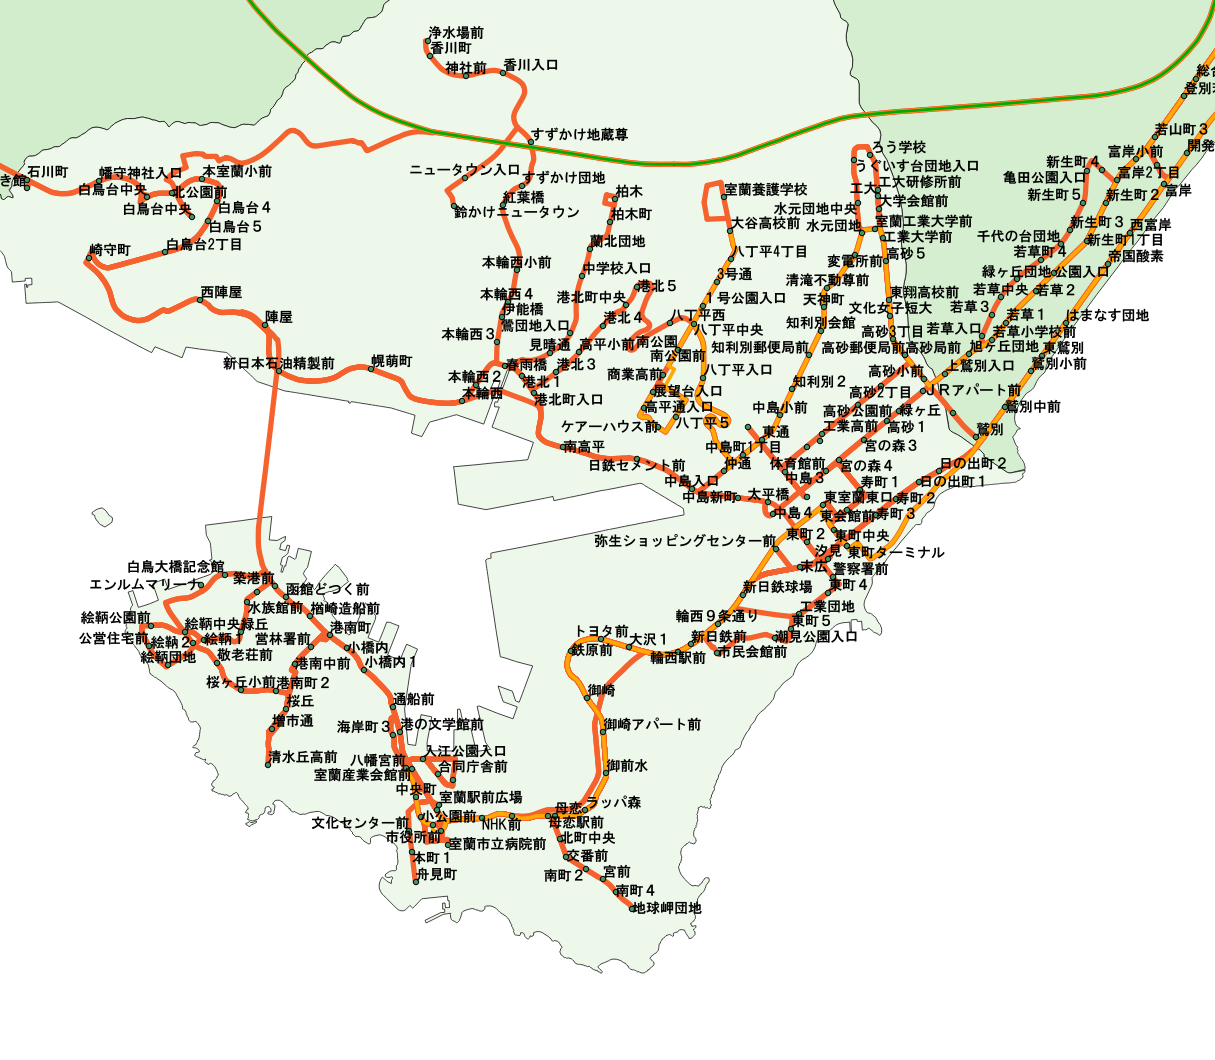 浄水場前
香川町
神社前
香川入口
総合
登別
若山町３
開発
すずかけ地蔵尊
ろう学校
富岸小前
新生町４
うぐいす台団地入口
石川町
幡守神社入口
本室蘭小前
ニュータウン入口
すずかけ団地
亀田公園入口
富岸2丁目
き館
白鳥台中央
北公園前
柏木
室蘭養護学校
工大
工大研修所前
新生町５
新生町２
富岸
紅葉橋
大学会館前
白鳥台中央
白鳥台４
鈴かけニュータウン
柏木町
水元団地中央
大谷高校前
水元団地
室蘭工業大学前
新生町３
西富岸
白鳥台５
工業大学前
千代の台団地
新生町1丁目
崎守町
白鳥台2丁目
蘭北団地
八丁平4丁目
高砂５
若草町４
帝国酸素
本輪西小前
中学校入口
3号通
変電所前
緑ヶ丘団地
公園入口
清滝不動尊前
西陣屋
本輪西４
港北町中央
港北５
１号公園入口
天神町
東翔高校前
若草中央
若草２
伊能橋
文化女子短大
若草３
陣屋
鶯団地入口
港北４
八丁平西
知利別会館
若草１
はまなす団地
本輪西３
八丁平中央
高砂3丁目
若草入口
若草小学校前
見晴通
高平小前
南公園
知利別郵便局前
高砂郵便局前
高砂局前
旭ヶ丘団地
東鷲別
新日本石油精製前
幌萌町
春雨橋
港北３
南公園前
八丁平入口
高砂小前
上鷲別入口
鷲別小前
本輪西２
港北１
商業高前
知利別２
本輪西
港北町入口
展望台入口
高砂2丁目
ＪＲアパート前
高平通入口
中島小前
高砂公園前
緑ヶ丘
鷲別中前
ケアーハウス前
八丁平５
東通
工業高前
高砂１
鷲別
南高平
中島町1丁目
宮の森３
日鉄セメント前
仲通
体育館前
宮の森４
日の出町２
中島入口
中島３
寿町１
日の出町１
中島新町
太平橋
東室蘭東口
寿町２
中島４
東会館前
寿町３
弥生ショッピングセンター前
東町２
東町中央
汐見
東町ターミナル
白鳥大橋記念館
築港前
末広
警察署前
エンルムマリーナ
函館どつく前
新日鉄球場
東町４
水族館前
楢崎造船前
工業団地
絵鞆公園前
絵鞆中央
緑丘
輪西９条通り
東町５
公営住宅前
絵鞆２
絵鞆１
営林署前
港南町
トヨタ前
大沢１
新日鉄前
潮見公園入口
絵鞆団地
敬老荘前
小橋内
鉄原前
輪西駅前
市民会館前
港南中前
小橋内１
桜ヶ丘小前
港南町２
御崎
桜丘
通船前
増市通
海岸町３
港の文学館前
御崎アパート前
清水丘高前
八幡宮前
入江公園入口
室蘭産業会館前
合同庁舎前
御前水
中央町
室蘭駅前広場
母恋
ラッパ森
文化センター前
小公園前
NHK前
母恋駅前
市役所前
室蘭市立病院前
北町中央
本町１
交番前
舟見町
南町２
宮前
南町４
地球岬団地